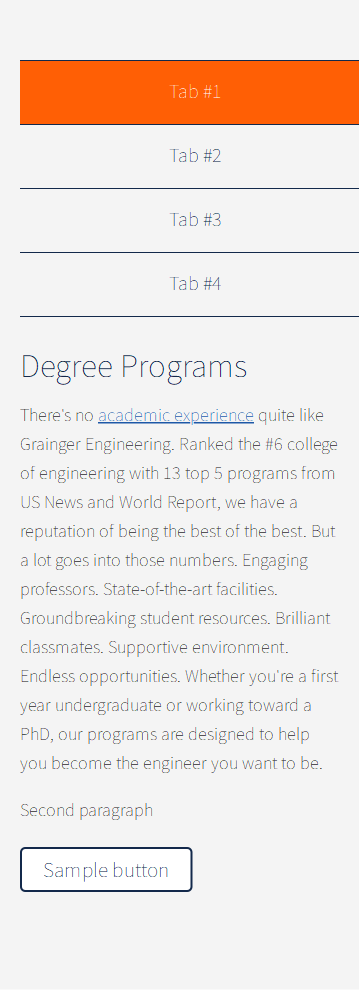 Tab #1
Tab #2
Tab #3
Tab #4
Degree Programs
There's no academic experience quite like
Grainger Engineering. Ranked the #6 college
of engineering with 13 top 5 programs from
US News and World Report, we have a
reputation of being the best of the best. But
a lot goes into those numbers. Engaging
professors. State-of-the-art facilities.
Groundbreaking student resources. Brilliant
classmates. Supportive environment.
Endless opportunities. Whether you're a first
year undergraduate or working toward a
PhD, our programs are designed to help
you become the engineer you want to be.
Second paragraph
Sample button